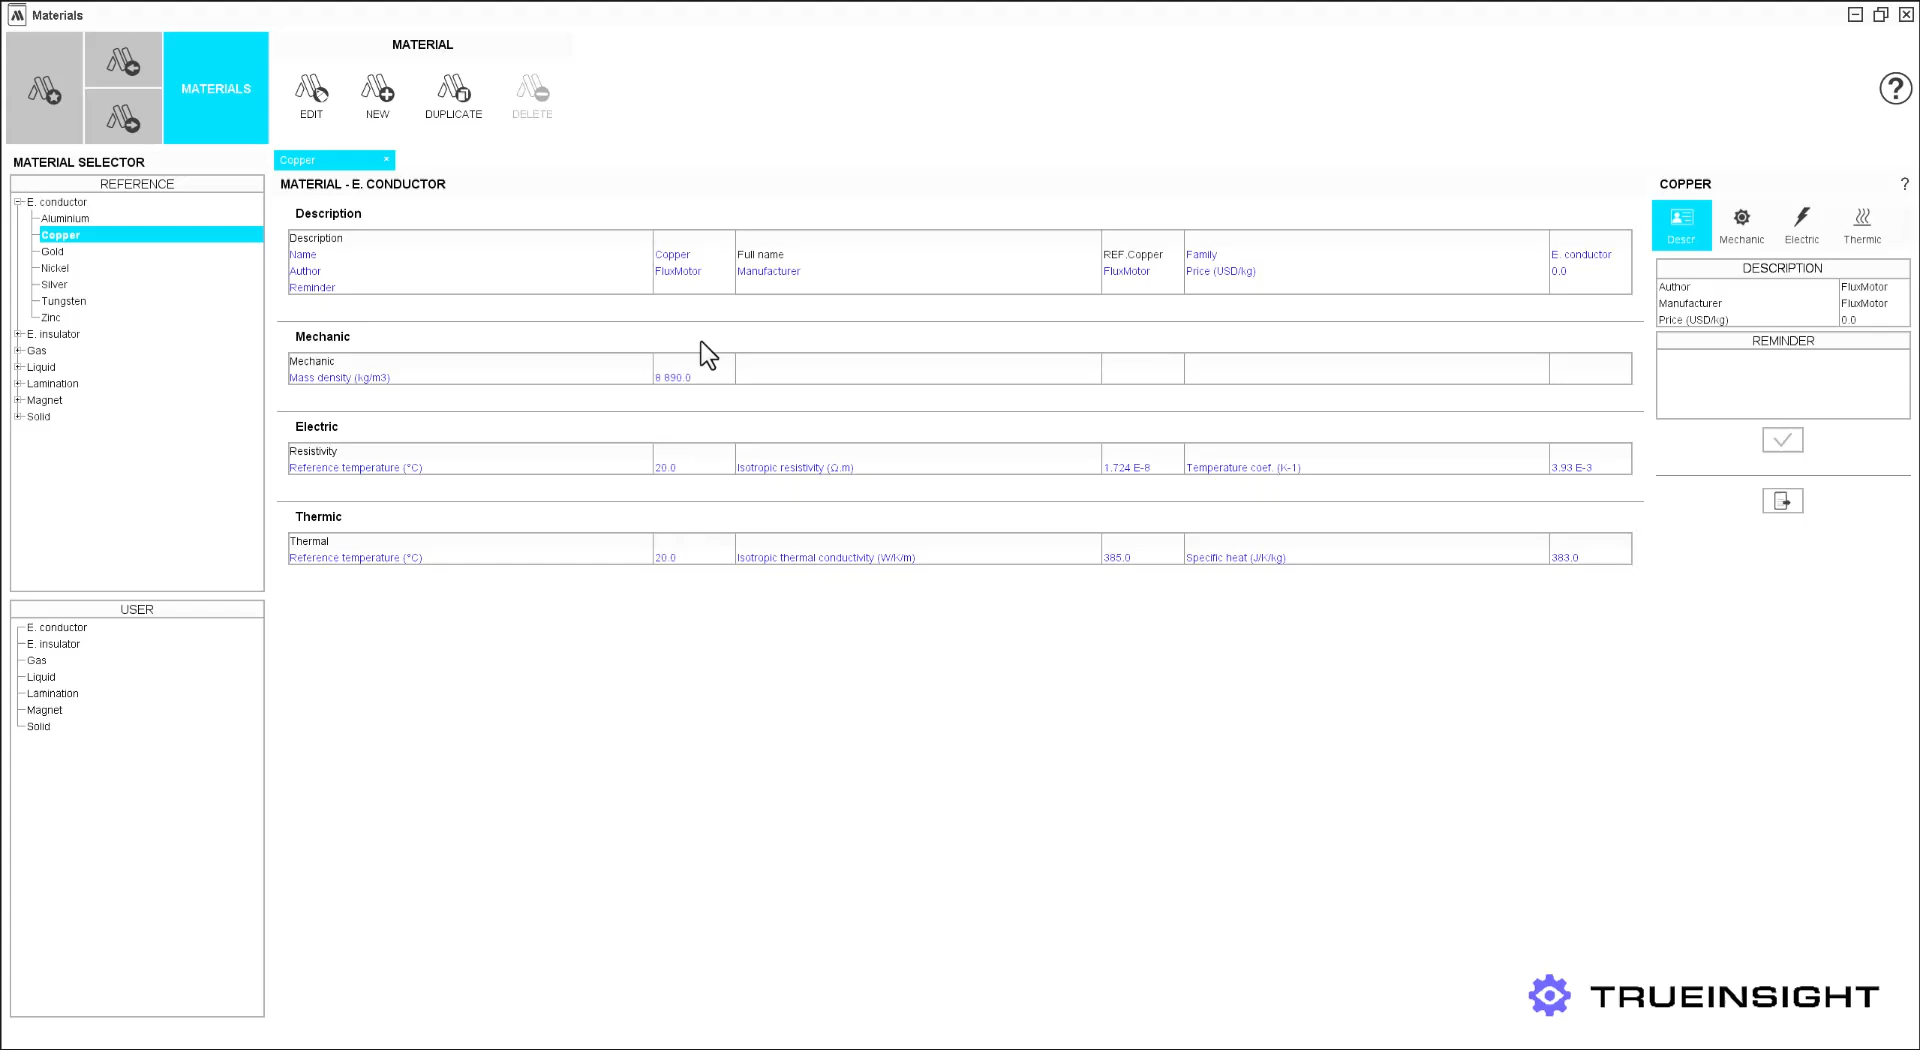 Materials
MATERIALS
MATERIAL
EDIT
NEW
DUPLICATE
DELETE
?
MATERIAL SELECTOR
REFERENCE
E. conductor
Aluminium
Copper
Gold
Nickel
Silver
Tungsten
Zinc
E. insulator
Gas
Liquid
Lamination
Magnet
Solid
USER
E. conductor
E. insulator
Gas
Liquid
Lamination
Magnet
Solid
Copper ×
MATERIAL - E. CONDUCTOR
Description
Description
Name Copper Full name REF.Copper Family E. conductor
Author FluxMotor Manufacturer FluxMotor Price (USD/kg) 0.0
Reminder
Mechanic
Mechanic
Mass density (kg/m3) 8 890.0
Electric
Resistivity
Reference temperature (°C) 20.0 Isotropic resistivity (Ω.m) 1.724 E-8 Temperature coef. (K-1) 3.93 E-3
Thermic
Thermal
Reference temperature (°C) 20.0 Isotropic thermal conductivity (W/K/m) 385.0 Specific heat (J/K/kg) 383.0
COPPER ?
Descr Mechanic Electric Thermic
DESCRIPTION
Author FluxMotor
Manufacturer FluxMotor
Price (USD/kg) 0.0
REMINDER
TRUEINSIGHT